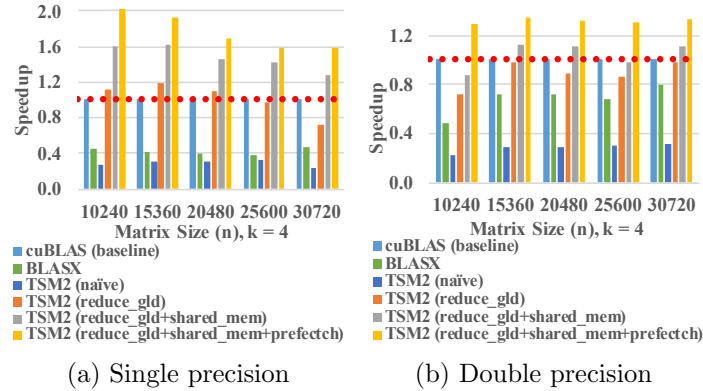 2.0
1.6
1.2
0.8
0.4
0.0
Speedup
10240 15360 20480 25600 30720
Matrix Size (n), k = 4
cuBLAS (baseline)
BLASX
TSM2 (naïve)
TSM2 (reduce_gld)
TSM2 (reduce_gld+shared_mem)
TSM2 (reduce_gld+shared_mem+prefectch)
(a) Single precision
1.2
0.8
0.4
0.0
Speedup
10240 15360 20480 25600 30720
Matrix Size (n), k = 4
cuBLAS (baseline)
BLASX
TSM2 (naïve)
TSM2 (reduce_gld)
TSM2 (reduce_gld+shared_mem)
TSM2 (reduce_gld+shared_mem+prefectch)
(b) Double precision